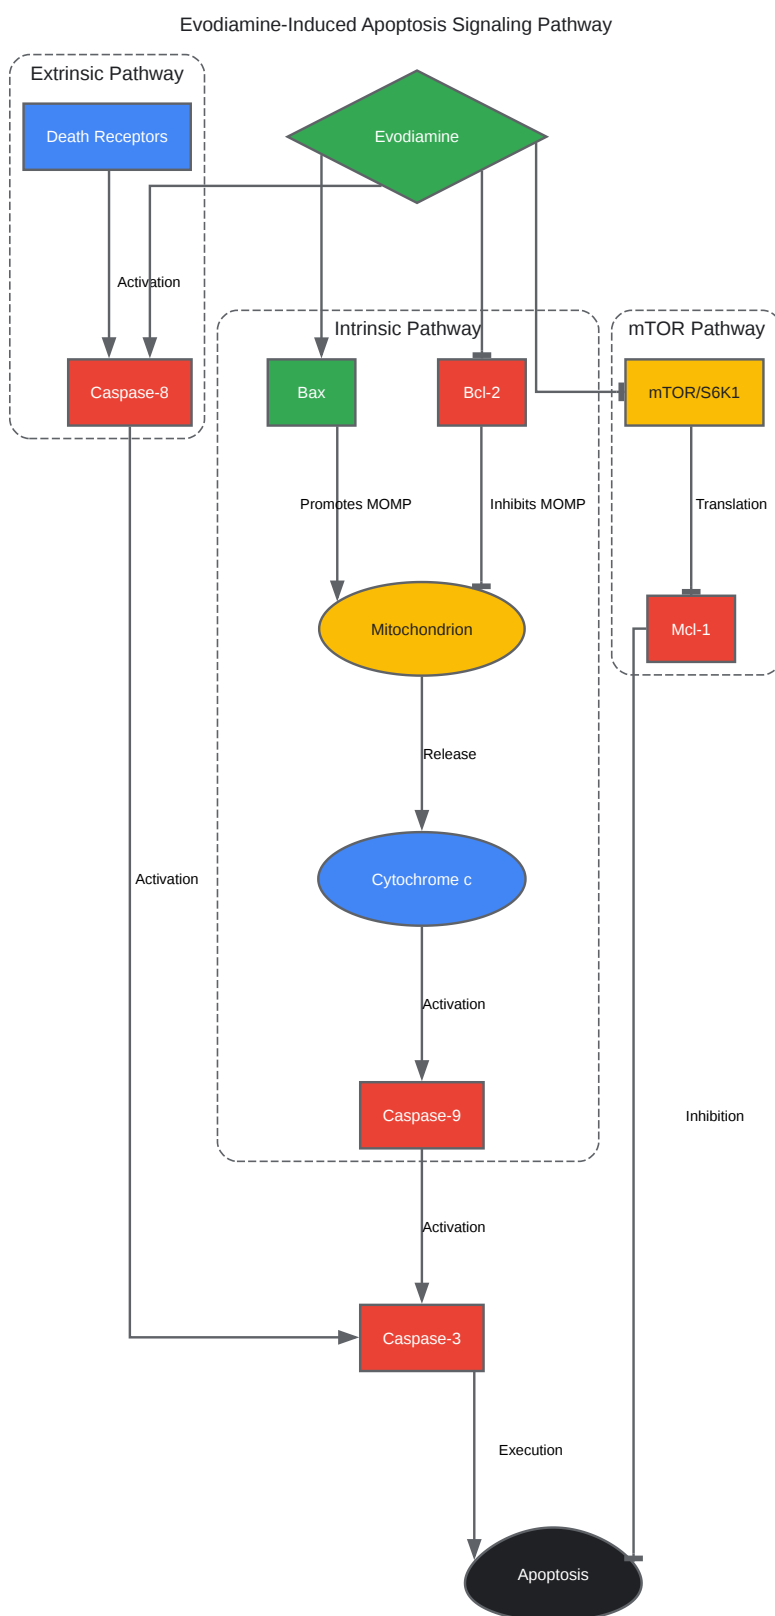 Evodiamine-Induced Apoptosis Signaling Pathway
Extrinsic Pathway
Death Receptors
Evodiamine
Activation
Intrinsic Pathway
mTOR Pathway
Caspase-8
Bax
Bcl-2
mTOR/S6K1
Promotes MOMP
Inhibits MOMP
Translation
Mitochondrion
Mcl-1
Release
Activation
Cytochrome c
Activation
Caspase-9
Inhibition
Activation
Caspase-3
Execution
Apoptosis